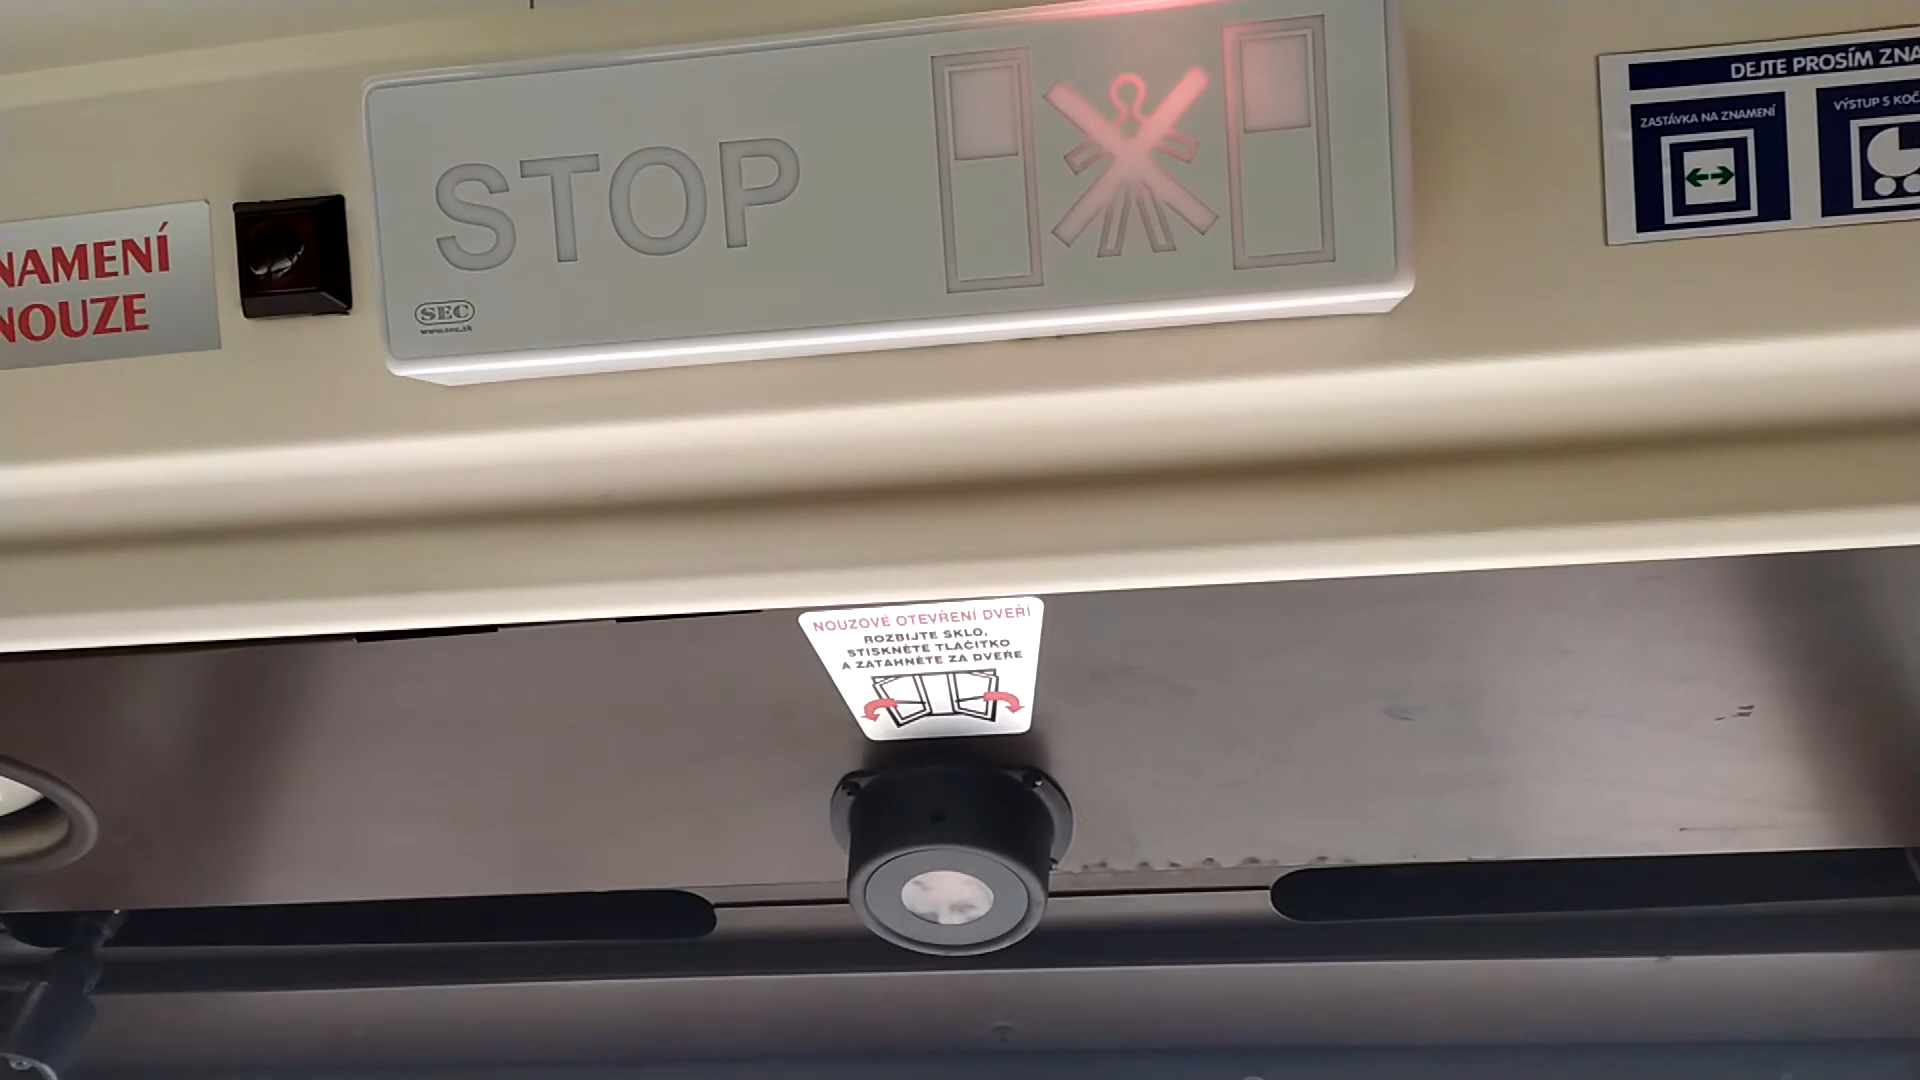 NAMENÍ
NOUZE
STOP
SEC
www.sec.sk
DEJTE PROSÍM ZNA
ZASTÁVKA NA ZNAMENÍ
VÝSTUP S KOČ
NOUZOVÉ OTEVŘENÍ DVEŘÍ
ROZBIJTE SKLO,
STISKNĚTE TLAČÍTKO
A ZATÁHNĚTE ZA DVEŘE